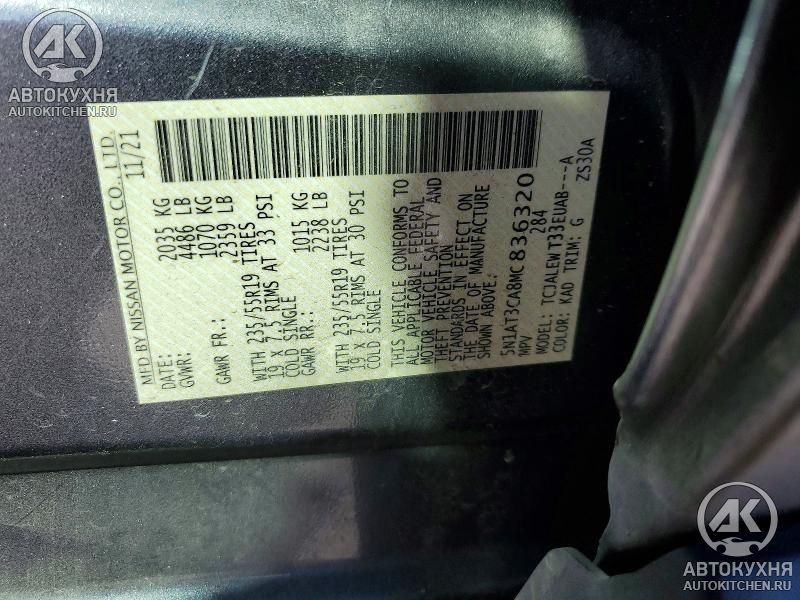 АК
АВТОКУХНЯ
AUTOKITCHEN.RU
MFD BY NISSAN MOTOR CO., LTD.
DATE: 11/21
GVWR: 2035 KG
4486 LB
GAWR FR.: 1070 KG
2359 LB
WITH 235/55R19 TIRES
19 X 7.5 RIMS AT 33 PSI
COLD SINGLE
GAWR RR.: 1015 KG
2238 LB
WITH 235/55R19 TIRES
19 X 7.5 RIMS AT 30 PSI
COLD SINGLE
THIS VEHICLE CONFORMS TO
ALL APPLICABLE FEDERAL
MOTOR VEHICLE SAFETY AND
THEFT PREVENTION
STANDARDS IN EFFECT ON
THE DATE OF MANUFACTURE
SHOWN ABOVE.
5N1AT3CA8MC836320
MPV 284
MODEL: TCJALEW T33EUAB---A
COLOR: KAD TRIM: G ZS30A
АК
АВТОКУХНЯ
AUTOKITCHEN.RU